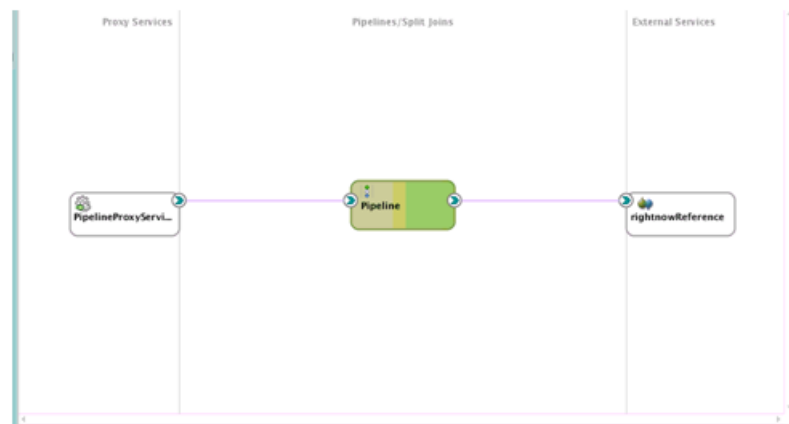 Proxy Services
Pipelines/Split Joins
External Services
PipelineProxyServi...
Pipeline
rightnowReference